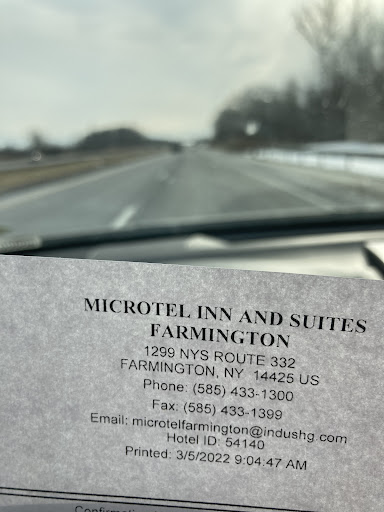 MICROTEL INN AND SUITES
FARMINGTON
1299 NYS ROUTE 332
FARMINGTON, NY 14425 US
Phone: (585) 433-1300
Fax: (585) 433-1399
Email: microtelfarmington@indushg.com
Hotel ID: 54140
Printed: 3/5/2022 9:04:47 AM